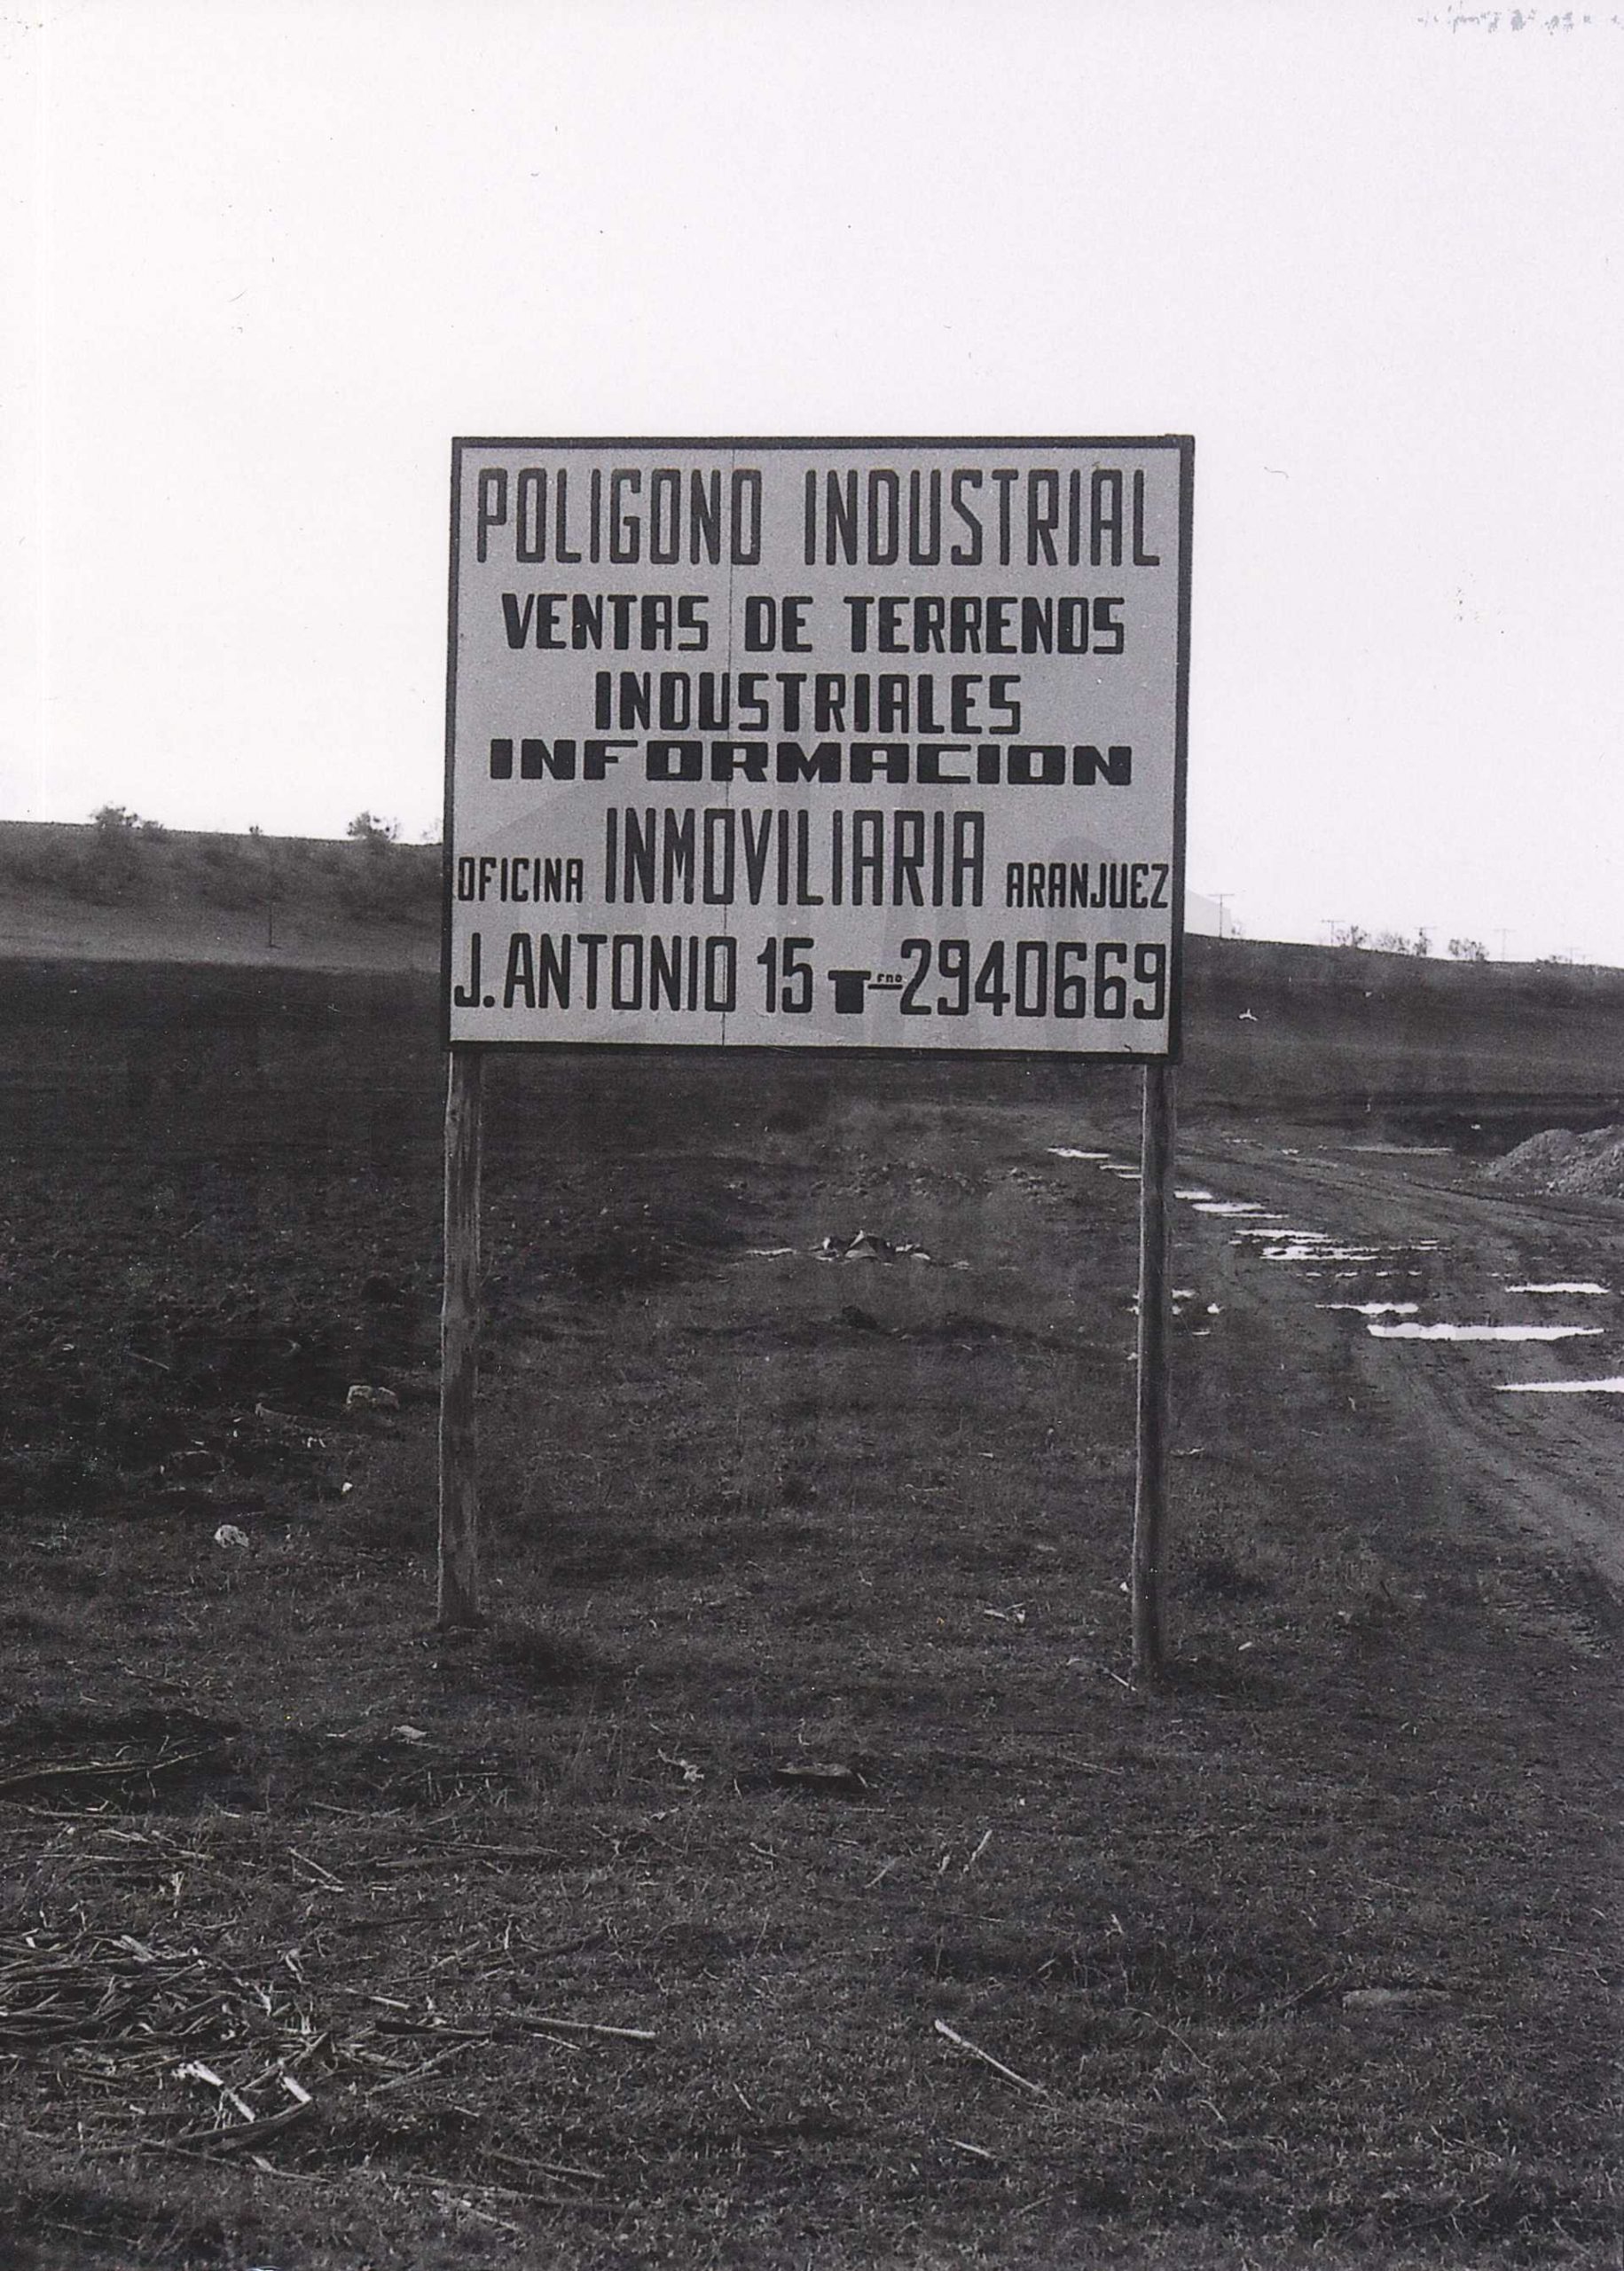 POLIGONO INDUSTRIAL
VENTAS DE TERRENOS
INDUSTRIALES
INFORMACION
OFICINA INMOVILIARIA ARANJUEZ
J. ANTONIO 15 Tfno 2940669